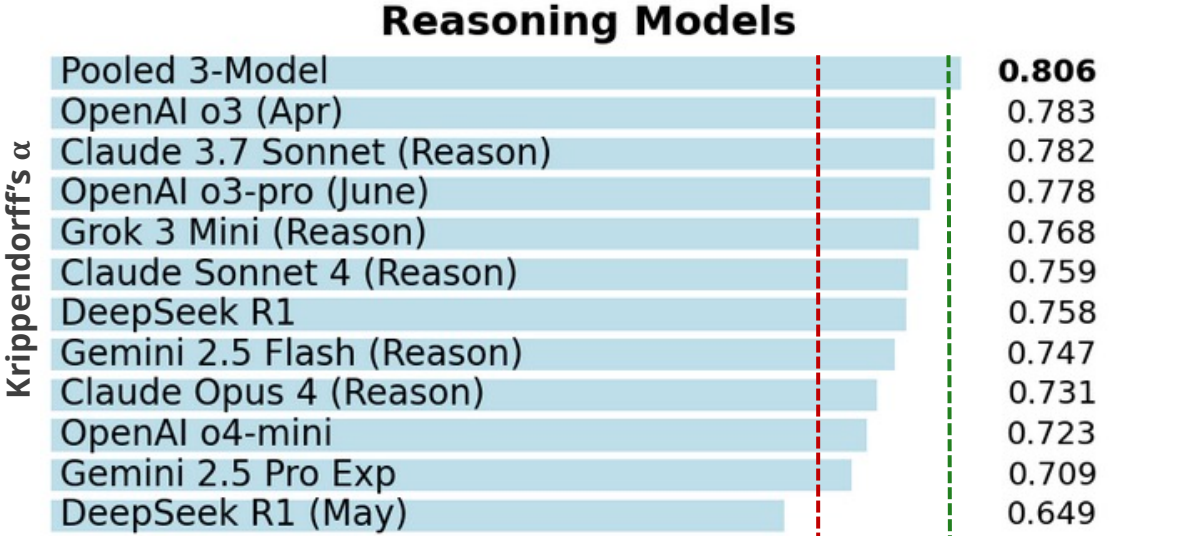 Reasoning Models
Krippendorff's α
Pooled 3-Model 0.806
OpenAI o3 (Apr) 0.783
Claude 3.7 Sonnet (Reason) 0.782
OpenAI o3-pro (June) 0.778
Grok 3 Mini (Reason) 0.768
Claude Sonnet 4 (Reason) 0.759
DeepSeek R1 0.758
Gemini 2.5 Flash (Reason) 0.747
Claude Opus 4 (Reason) 0.731
OpenAI o4-mini 0.723
Gemini 2.5 Pro Exp 0.709
DeepSeek R1 (May) 0.649